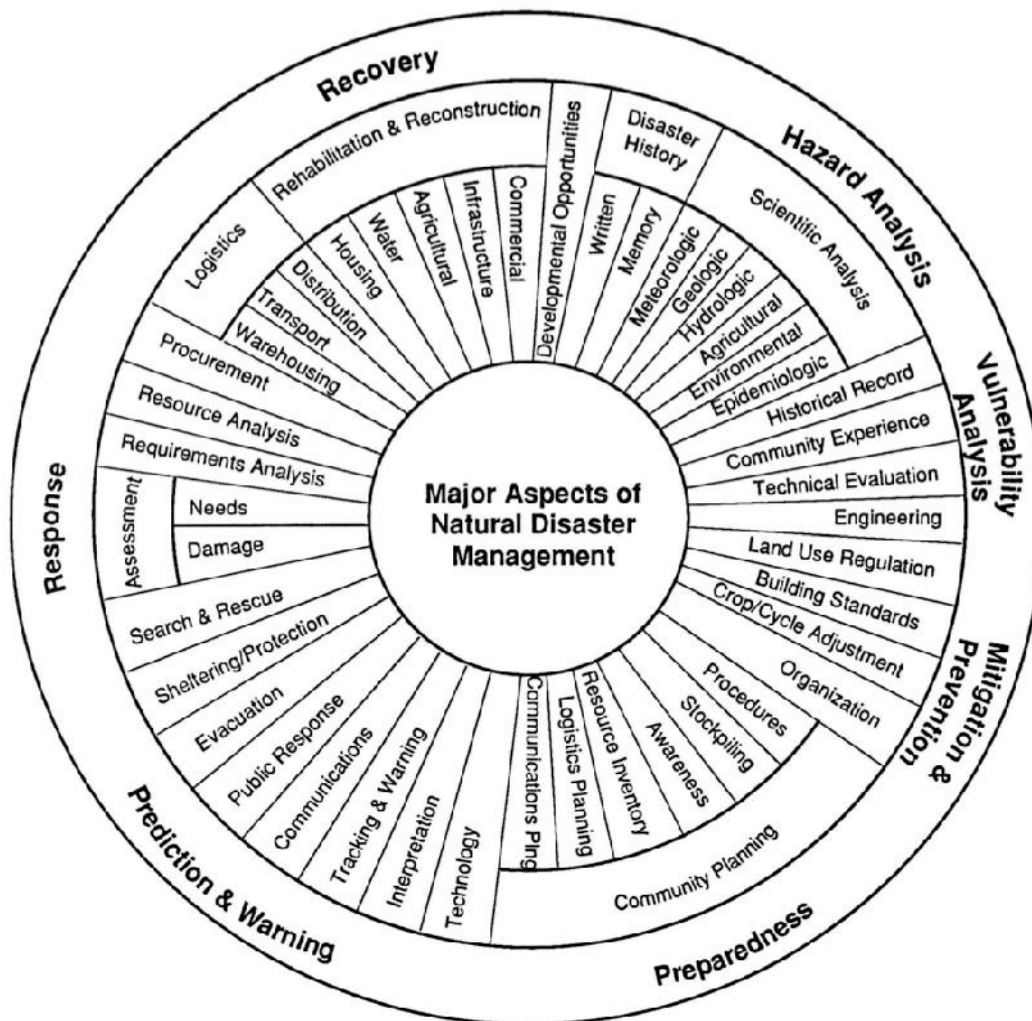 Recovery
Hazard Analysis
Vulnerability
Analysis
Mitigation &
Prevention
Preparedness
Prediction & Warning
Response
Rehabilitation & Reconstruction
Developmental Opportunities
Disaster
History
Scientific Analysis
Logistics
Distribution
Transport
Warehousing
Housing
Water
Agricultural
Infrastructure
Commercial
Written
Memory
Meteorologic
Geologic
Hydrologic
Agricultural
Environmental
Epidemiologic
Historical Record
Community Experience
Technical Evaluation
Engineering
Land Use Regulation
Building Standards
Crop/Cycle Adjustment
Organization
Procedures
Stockpiling
Awareness
Resource Inventory
Logistics Planning
Communications Plng
Community Planning
Technology
Interpretation
Tracking & Warning
Communications
Public Response
Evacuation
Sheltering/Protection
Search & Rescue
Assessment
Damage
Needs
Requirements Analysis
Resource Analysis
Procurement
Major Aspects of
Natural Disaster
Management